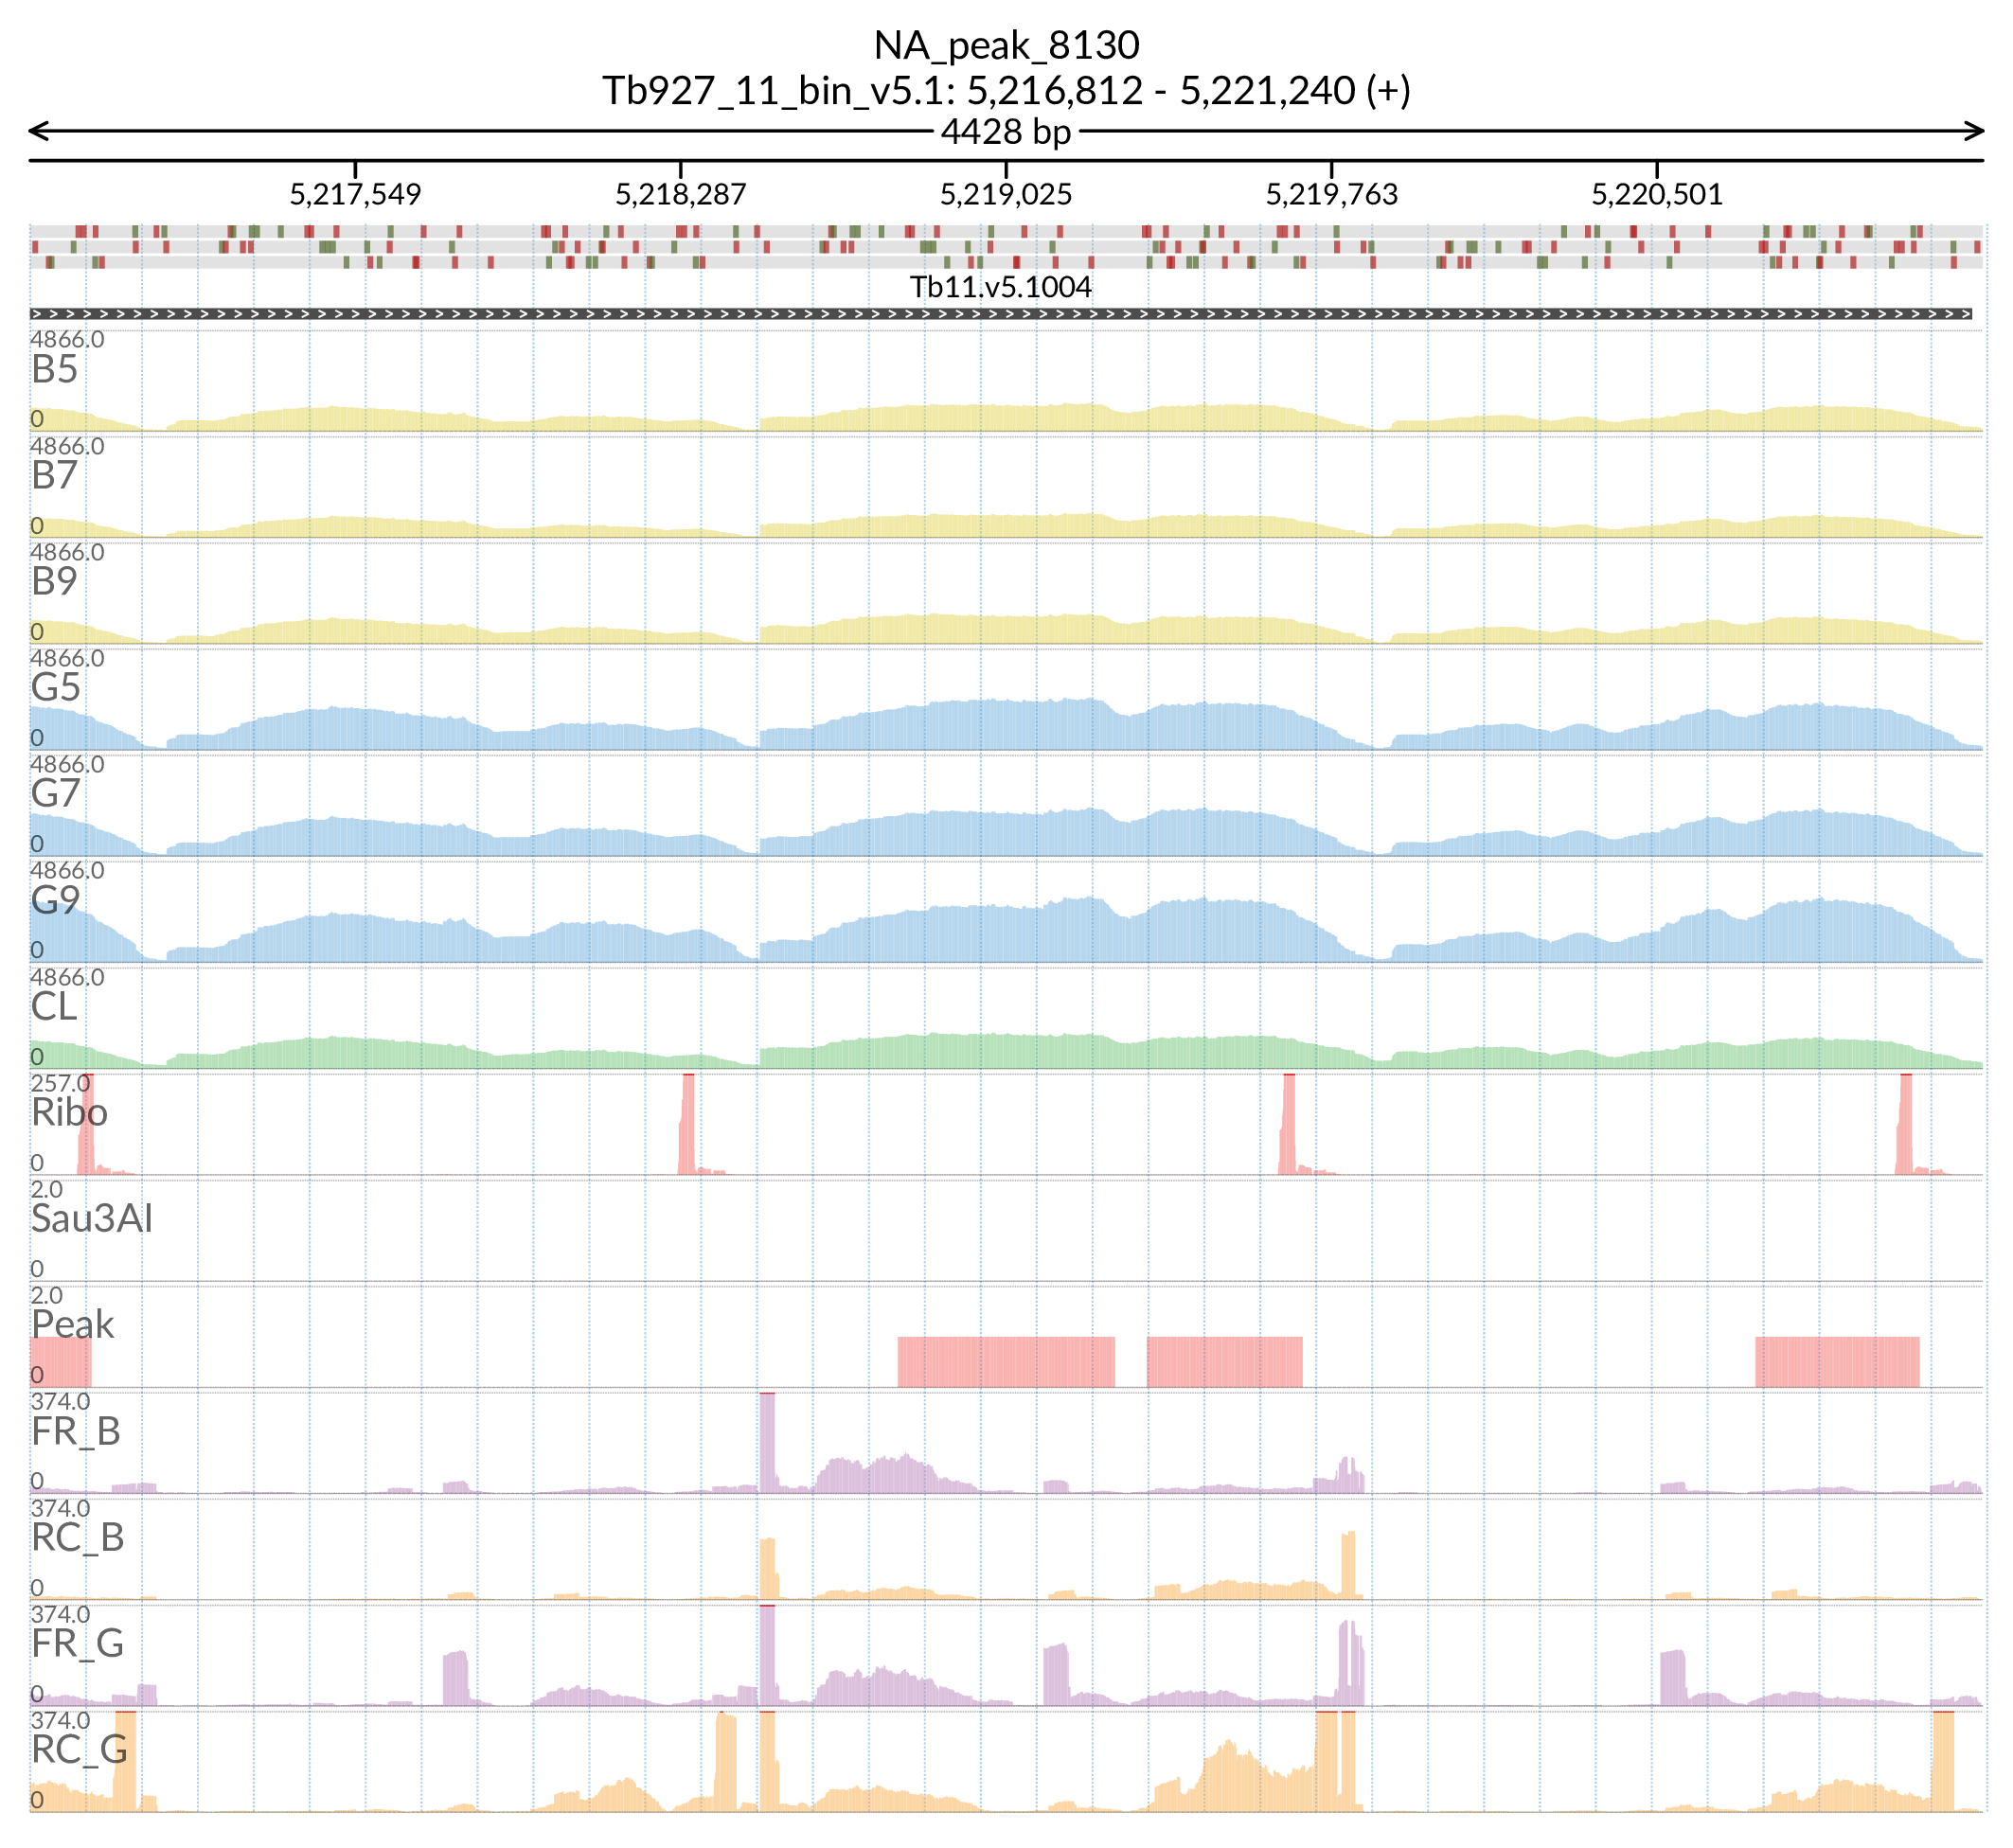 NA_peak_8130
Tb927_11_bin_v5.1: 5,216,812 - 5,221,240 (+)
4428 bp
5,217,549 5,218,287 5,219,025 5,219,763 5,220,501
Tb11.v5.1004
4866.0
B5
0
4866.0
B7
0
4866.0
B9
0
4866.0
G5
0
4866.0
G7
0
4866.0
G9
0
4866.0
CL
0
257.0
Ribo
0
2.0
Sau3AI
0
2.0
Peak
0
374.0
FR_B
0
374.0
RC_B
0
374.0
FR_G
0
374.0
RC_G
0